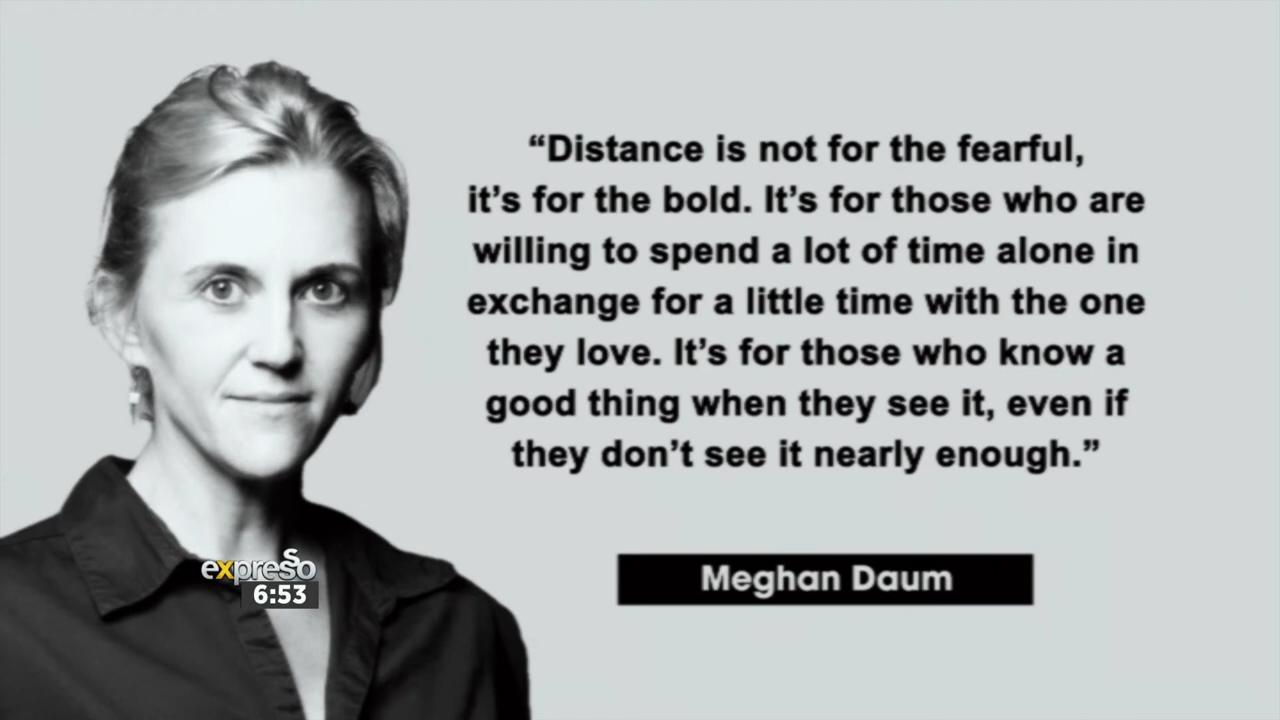 “Distance is not for the fearful,
it’s for the bold. It’s for those who are
willing to spend a lot of time alone in
exchange for a little time with the one
they love. It’s for those who know a
good thing when they see it, even if
they don’t see it nearly enough.”
expresso
6:53
Meghan Daum